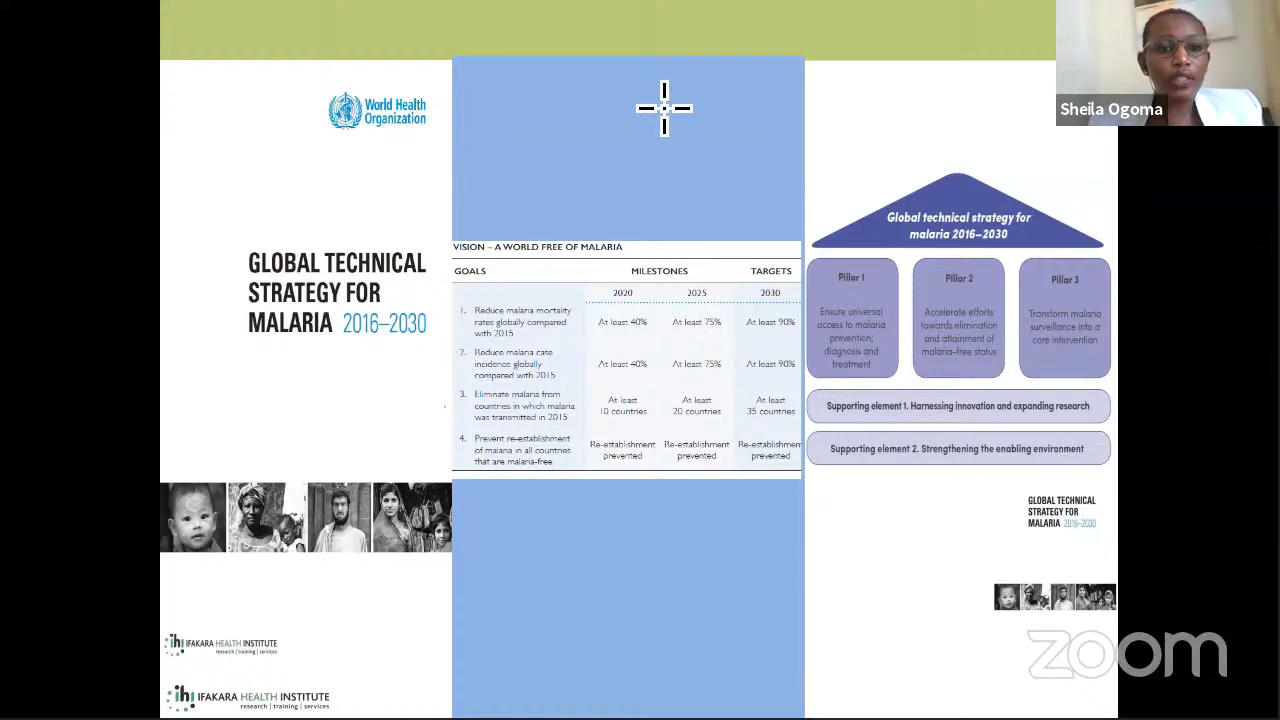 World Health
Organization
GLOBAL TECHNICAL
STRATEGY FOR
MALARIA 2016–2030
IFAKARA HEALTH INSTITUTE
research | training | services
IFAKARA HEALTH INSTITUTE
research | training | services
VISION – A WORLD FREE OF MALARIA
GOALS MILESTONES TARGETS
2020 2025 2030
1. Reduce malaria mortality
rates globally compared
with 2015
At least 40% At least 75% At least 90%
2. Reduce malaria case
incidence globally
compared with 2015
At least 40% At least 75% At least 90%
3. Eliminate malaria from
countries in which malaria
was transmitted in 2015
At least
10 countries
At least
20 countries
At least
35 countries
4. Prevent re-establishment
of malaria in all countries
that are malaria-free
Re-establishment
prevented
Re-establishment
prevented
Re-establishment
prevented
Sheila Ogoma
Global technical strategy for
malaria 2016–2030
Pillar 1
Ensure universal
access to malaria
prevention,
diagnosis and
treatment
Pillar 2
Accelerate efforts
towards elimination
and attainment of
malaria-free status
Pillar 3
Transform malaria
surveillance into a
core intervention
Supporting element 1. Harnessing innovation and expanding research
Supporting element 2. Strengthening the enabling environment
GLOBAL TECHNICAL
STRATEGY FOR
MALARIA 2016–2030
zoom